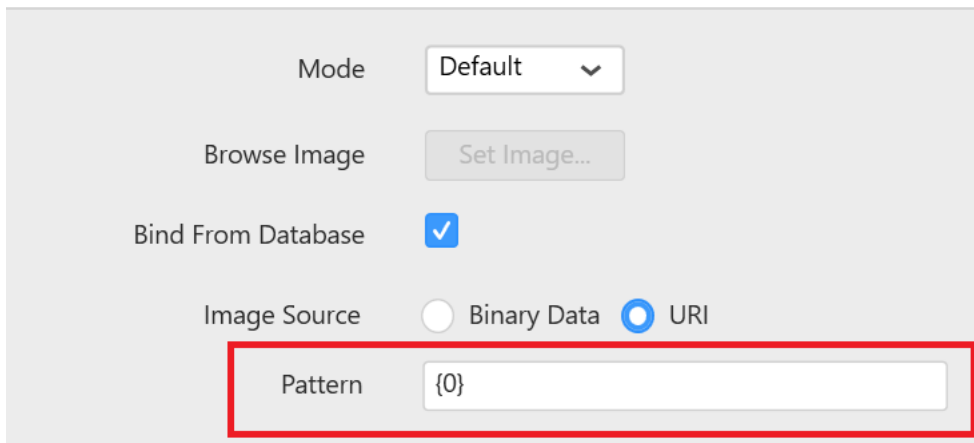 Mode Default
Browse Image Set Image...
Bind From Database
Image Source Binary Data URI
Pattern {0}